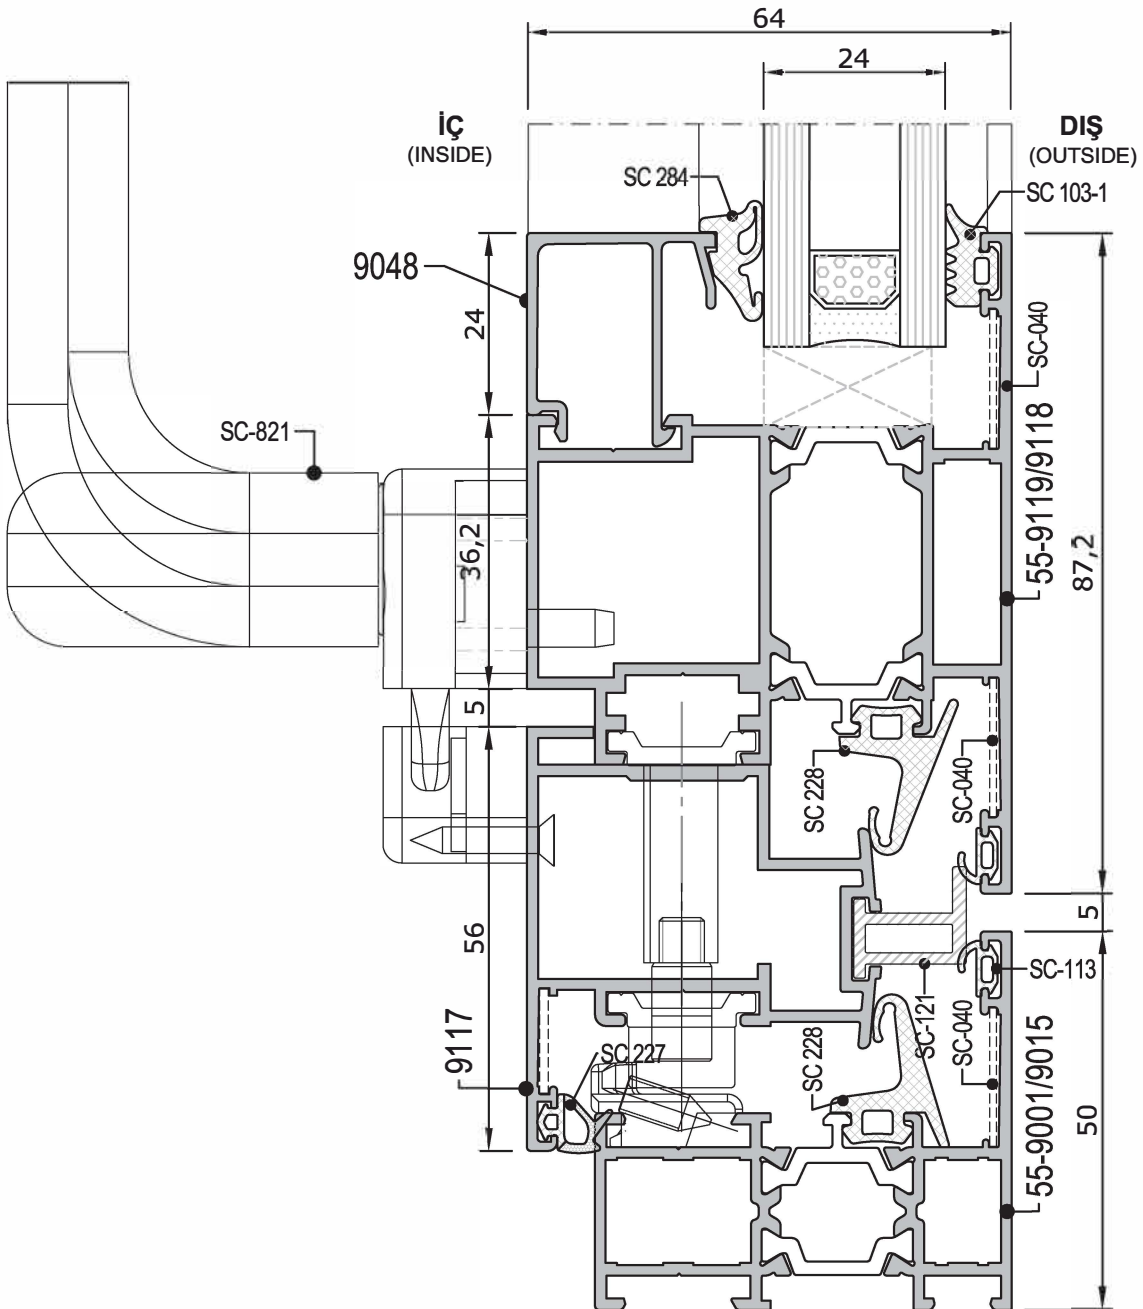 64
24
İÇ
(INSIDE)
DIŞ
(OUTSIDE)
SC 284
SC 103-1
9048
24
SC-040
SC-821
55-9119/9118
36,2
87,2
5
SC 228
SC-040
5
56
SC-113
SC-121
SC-040
9117
SC 227
SC 228
50
55-9001/9015